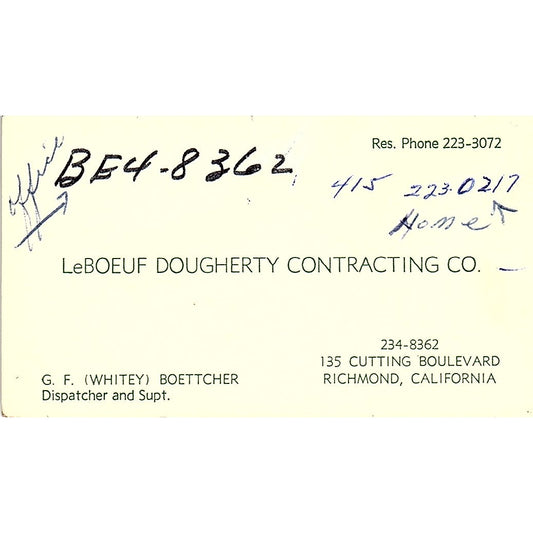 Res. Phone 223-3072
office BE4-8362
415 223-0217
Home
LeBOEUF DOUGHERTY CONTRACTING CO.
234-8362
135 CUTTING BOULEVARD
RICHMOND, CALIFORNIA
G. F. (WHITEY) BOETTCHER
Dispatcher and Supt.